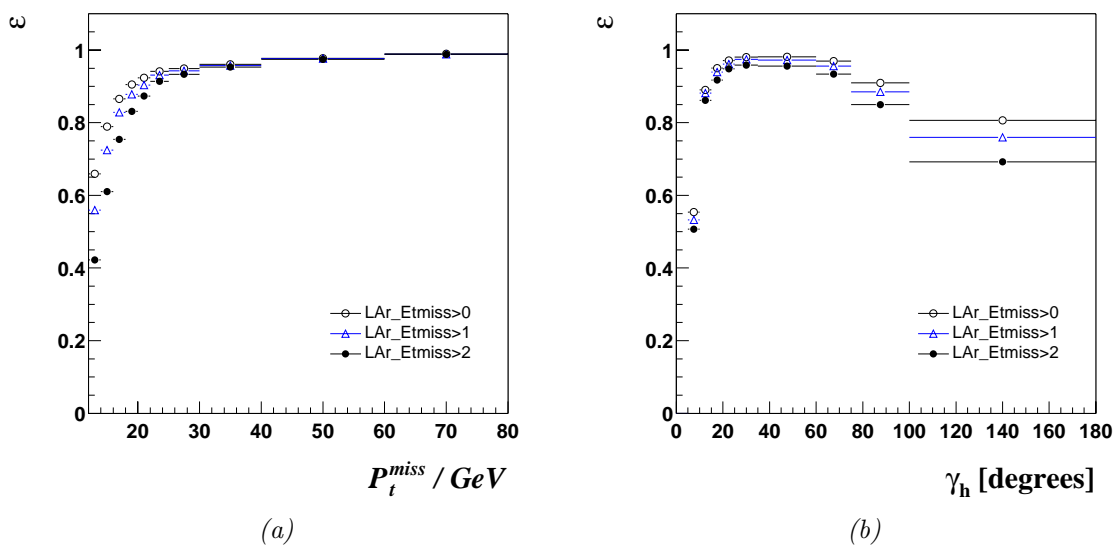 ε
1
0.8
0.6
0.4
0.2
0
LAr_Etmiss>0
LAr_Etmiss>1
LAr_Etmiss>2
20 30 40 50 60 70 80
P_t^miss / GeV
(a)
ε
1
0.8
0.6
0.4
0.2
0
LAr_Etmiss>0
LAr_Etmiss>1
LAr_Etmiss>2
0 20 40 60 80 100 120 140 160 180
γ_h [degrees]
(b)